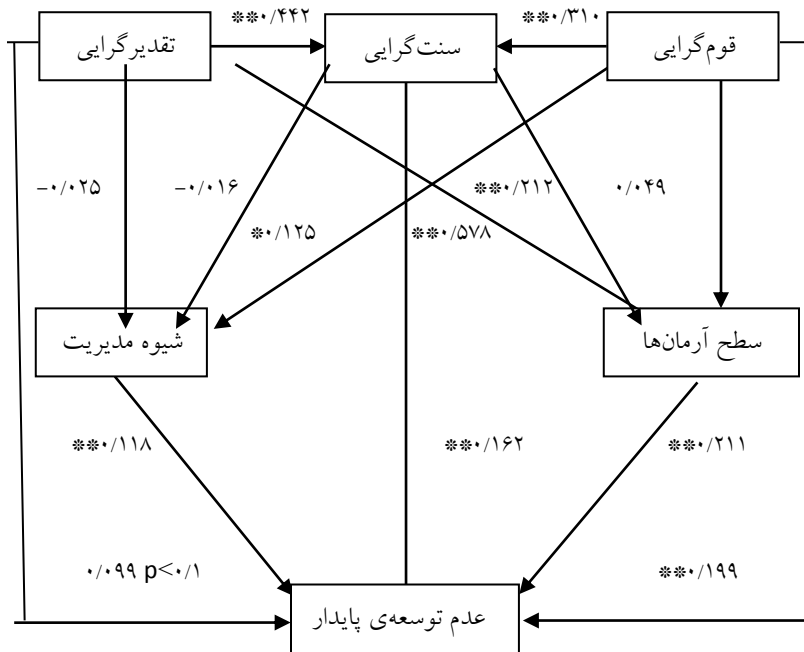 **۰/۴۴۲
**۰/۳۱۰
تقدیرگرایی
سنت‌گرایی
قوم‌گرایی
-۰/۰۲۵
-۰/۰۱۶
**۰/۲۱۲
۰/۰۴۹
*۰/۱۲۵
**۰/۵۷۸
شیوه مدیریت
سطح آرمان‌ها
**۰/۱۱۸
**۰/۱۶۲
**۰/۲۱۱
۰/۰۹۹ p<۰/۱
**۰/۱۹۹
عدم توسعه‌ی پایدار